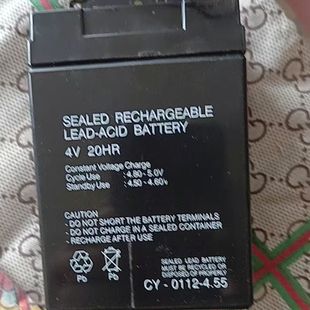 SEALED RECHARGEABLE
LEAD-ACID BATTERY
4V 20HR
Constant Voltage Charge
Cycle Use : 4.80 - 5.0V
Standby Use : 4.50 - 4.60V
CAUTION:
- DO NOT SHORT THE BATTERY TERMINALS
- DO NOT CHARGE IN A SEALED CONTAINER
- RECHARGE AFTER USE
Pb
Pb
SEALED LEAD BATTERY
MUST BE RECYCLED OR
DISPOSED OF PROPERLY
CY - 0112-4.55